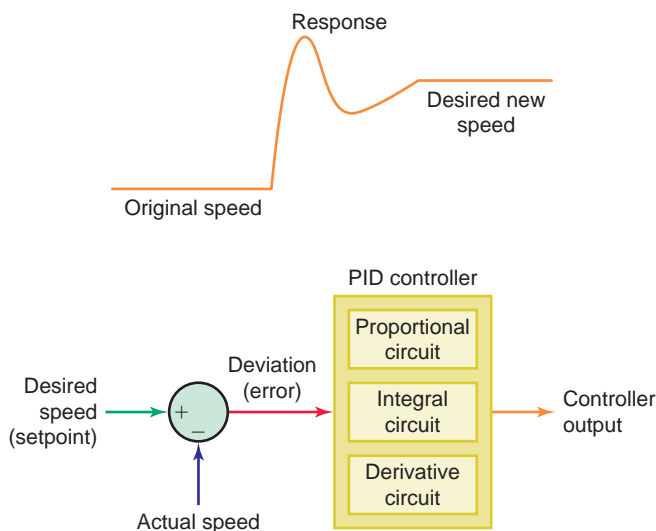 Response
Desired new
speed
Original speed
PID controller
Proportional
circuit
Deviation
(error)
Desired
speed
(setpoint)
+
−
Integral
circuit
Controller
output
Derivative
circuit
Actual speed